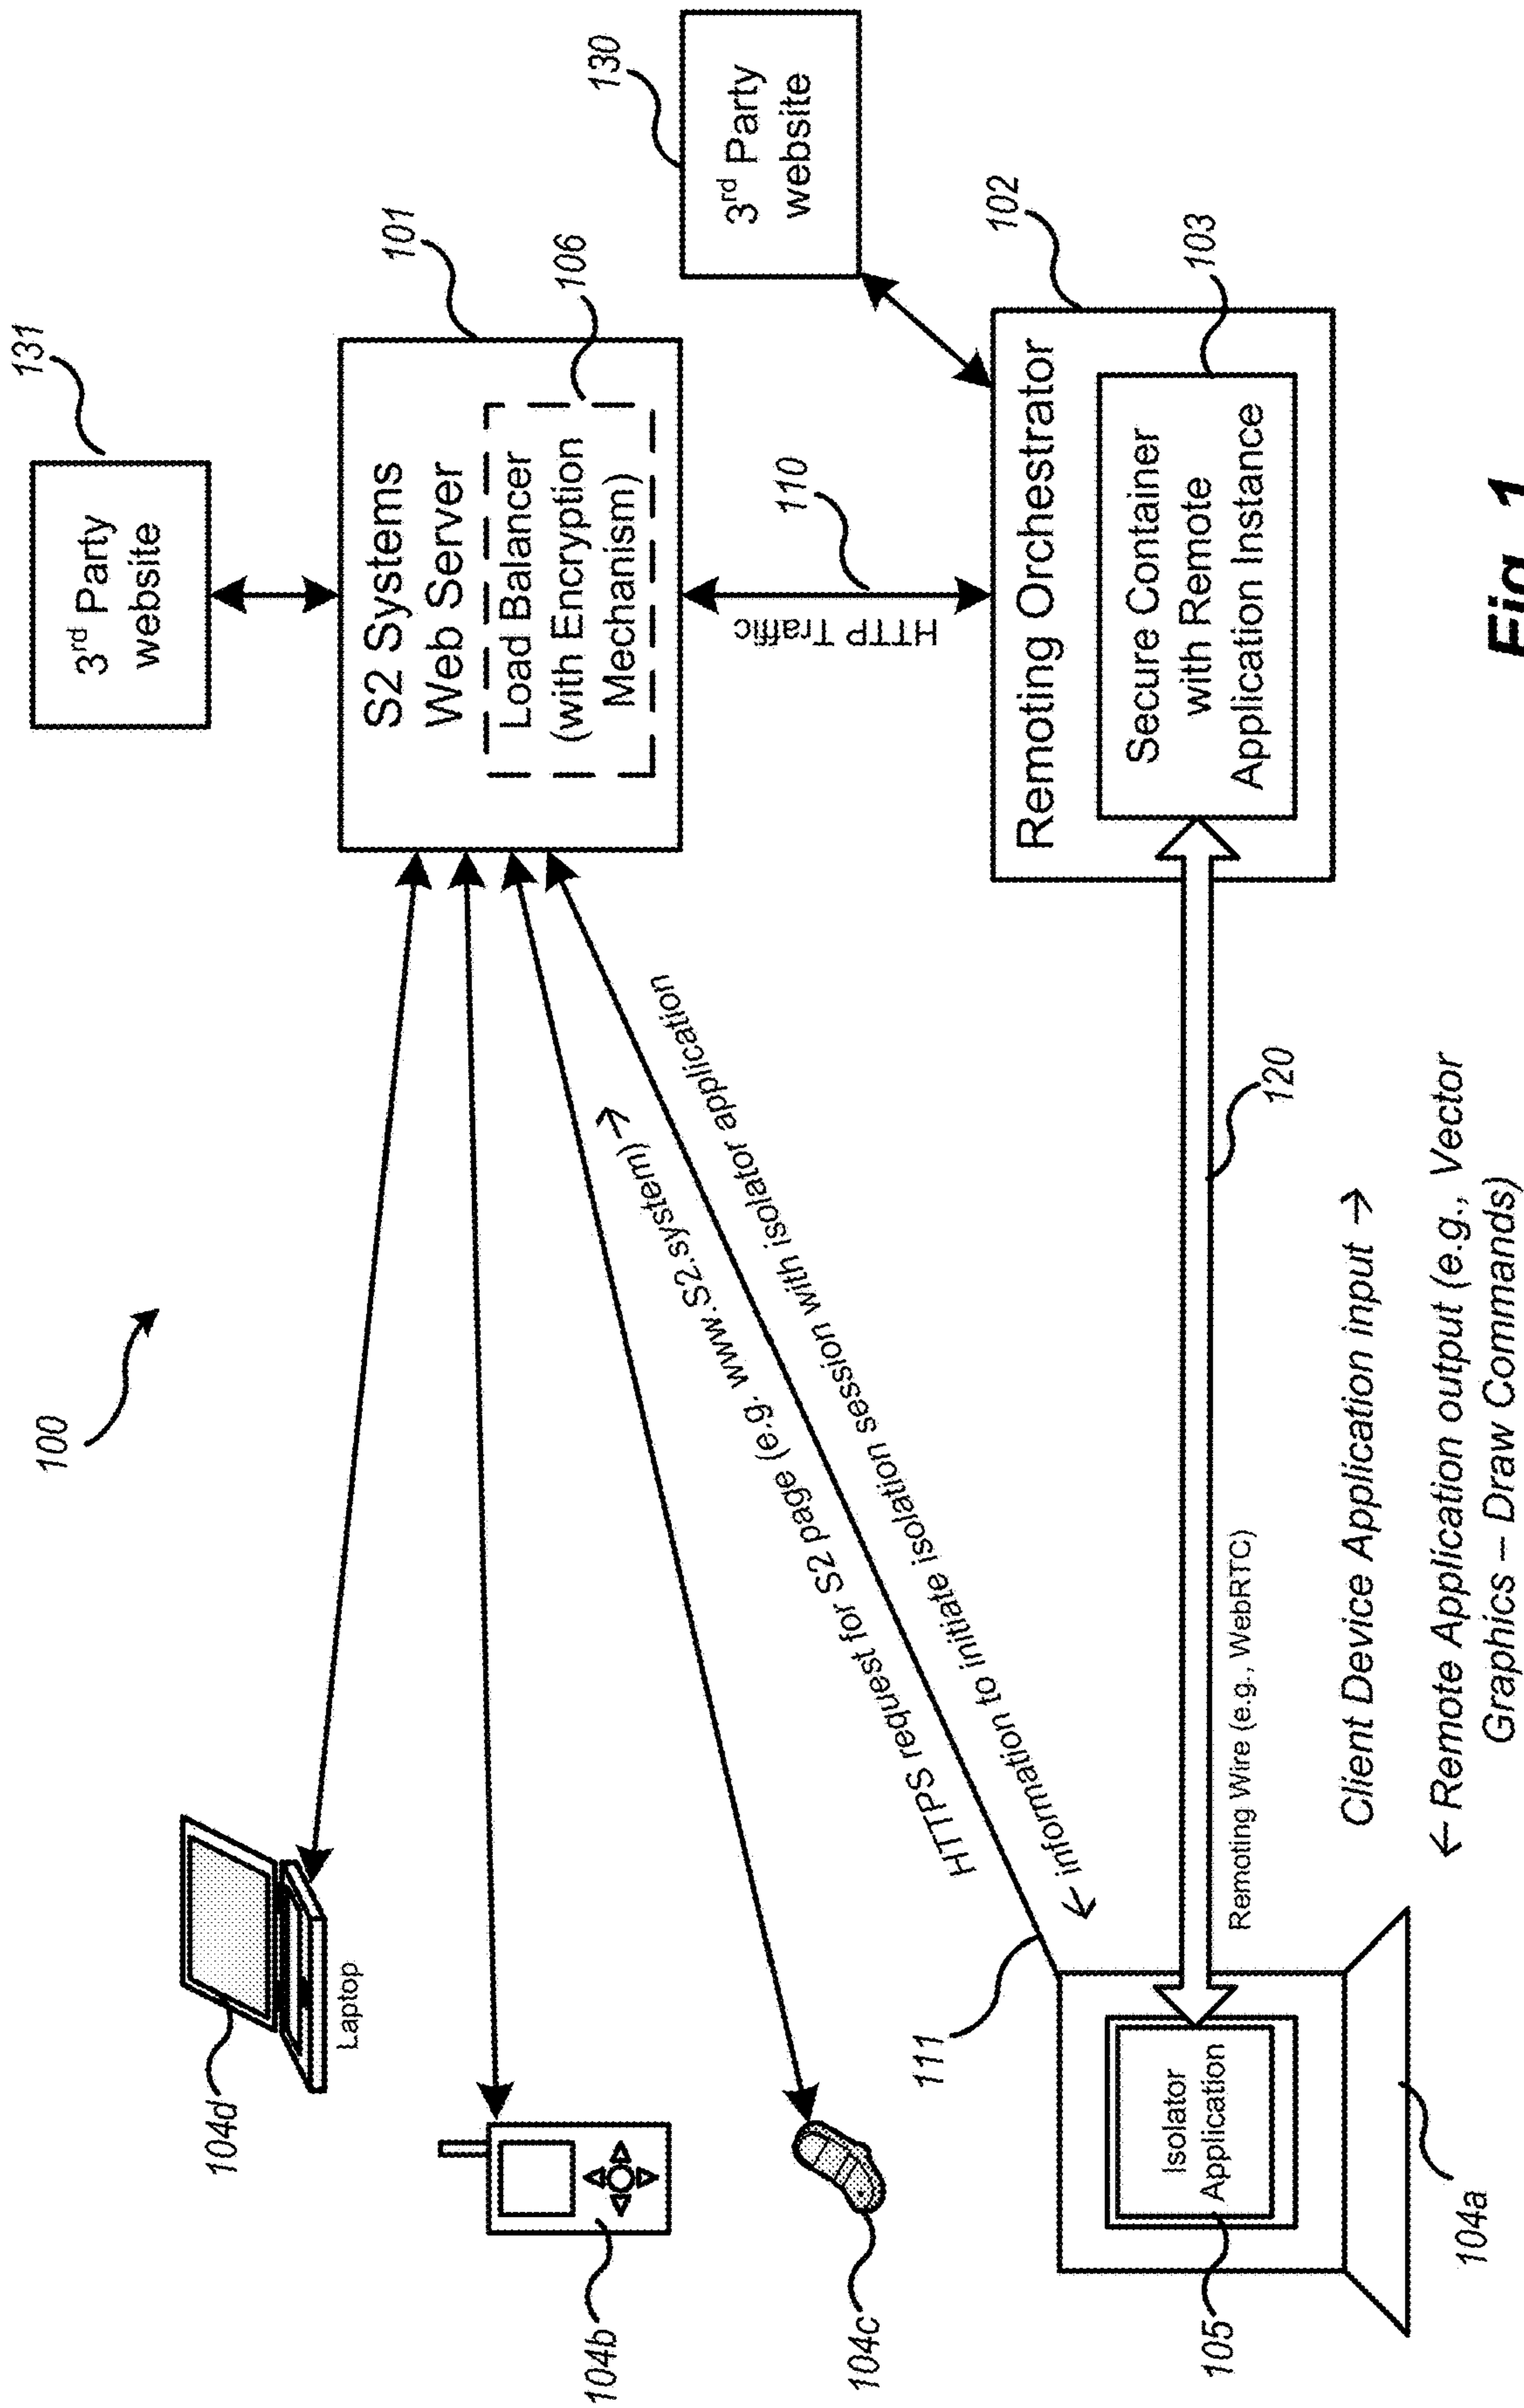 100
131
3rd Party
website
101
S2 Systems
Web Server
106
Load Balancer
(with Encryption
Mechanism)
130
3rd Party
website
110
HTTP Traffic
102
Remoting Orchestrator
103
Secure Container
with Remote
Application Instance
104d
Laptop
104b
104c
HTTPS request for S2 page (e.g. www.S2.system)→
← information to initiate isolation session with isolator application
111
120
Remoting Wire (e.g., WebRTC)
Isolator
Application
105
104a
Client Device Application input →
← Remote Application output (e.g., Vector
Graphics – Draw Commands)
Fig. 1